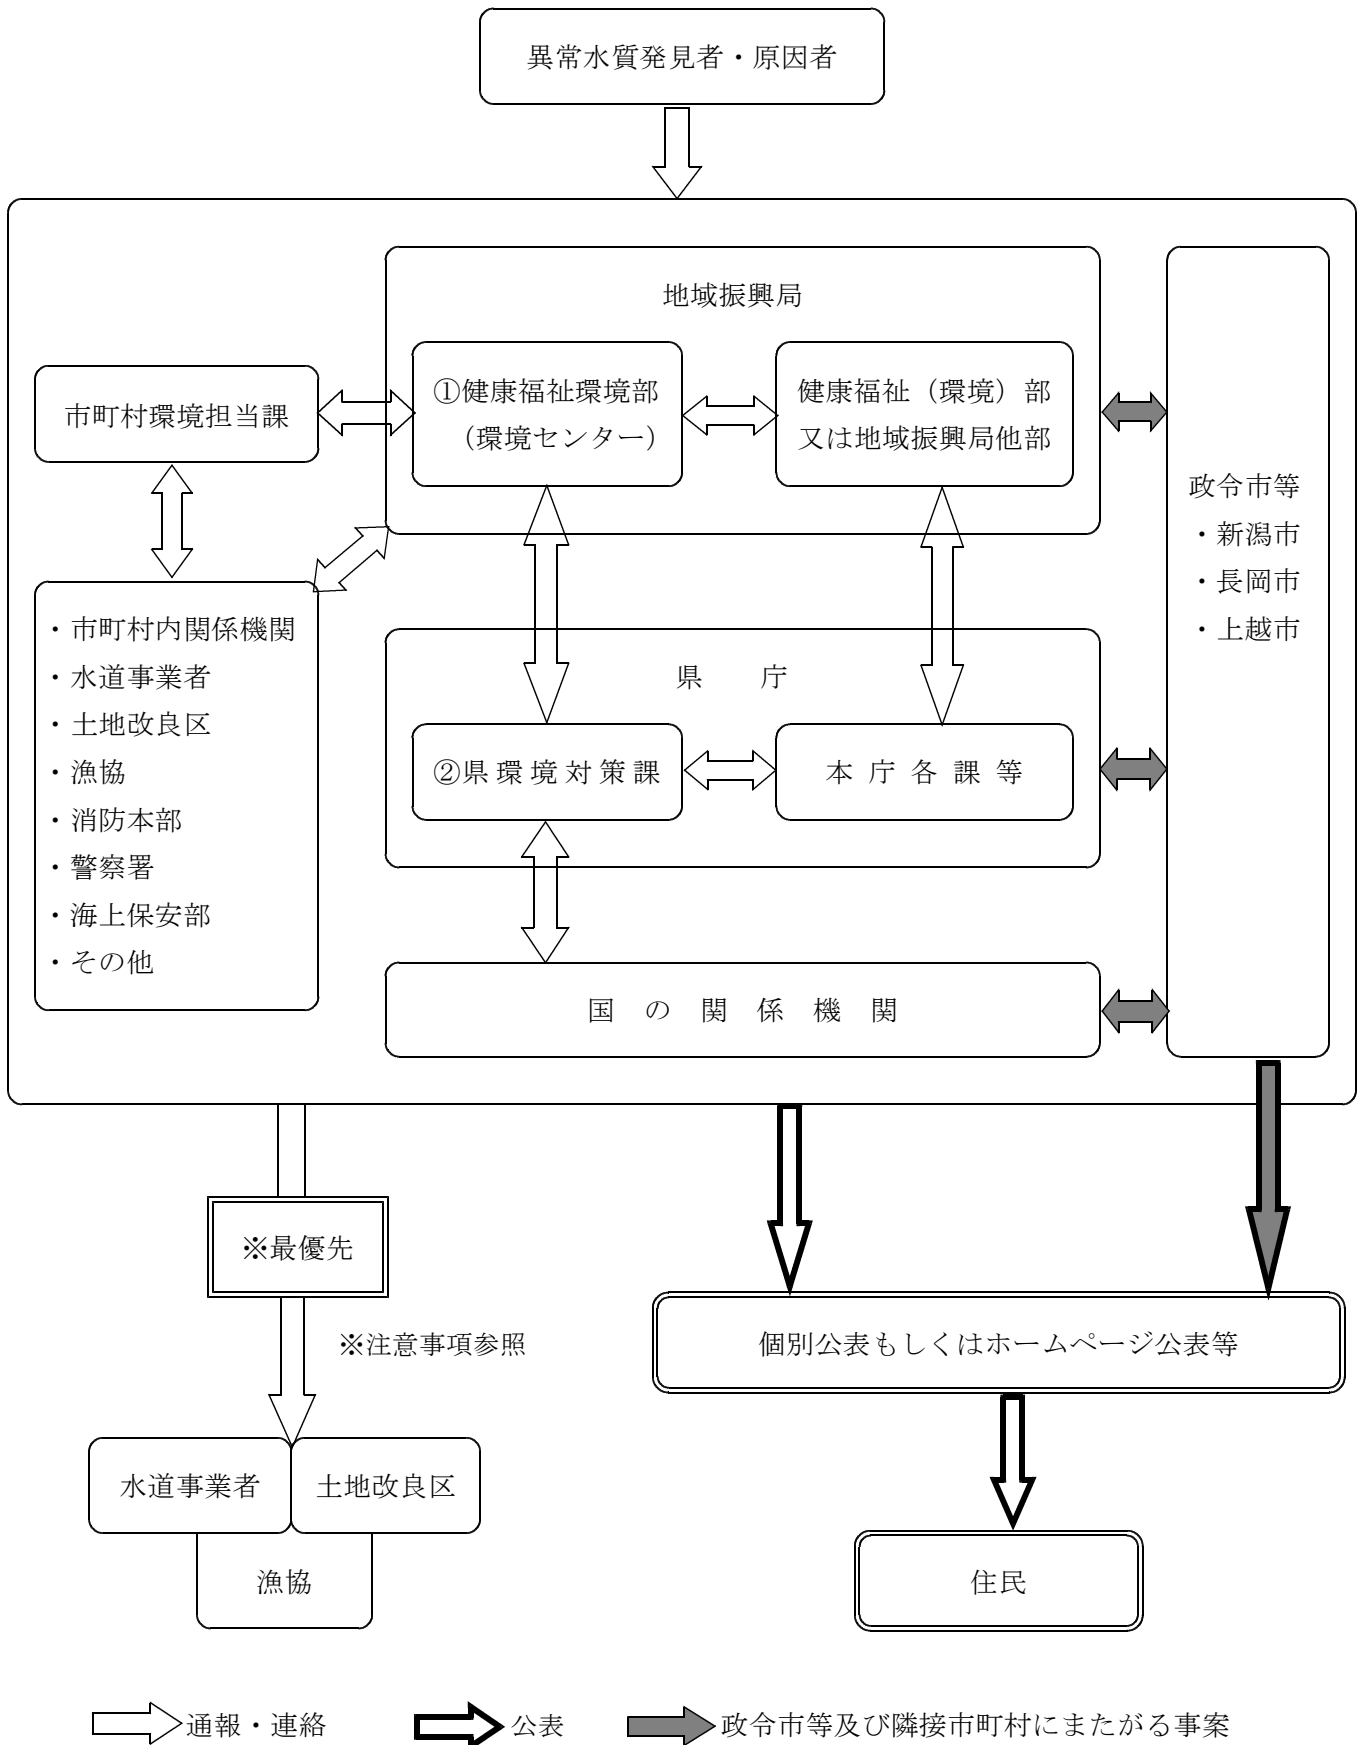 異常水質発見者・原因者
地域振興局
市町村環境担当課
①健康福祉環境部
（環境センター）
健康福祉（環境）部
又は地域振興局他部
政令市等
・新潟市
・長岡市
・上越市
・市町村内関係機関
・水道事業者
・土地改良区
・漁協
・消防本部
・警察署
・海上保安部
・その他
県　　庁
②県環境対策課
本庁各課等
国の関係機関
※最優先
※注意事項参照
個別公表もしくはホームページ公表等
水道事業者
土地改良区
漁協
住民
通報・連絡
公表
政令市等及び隣接市町村にまたがる事案